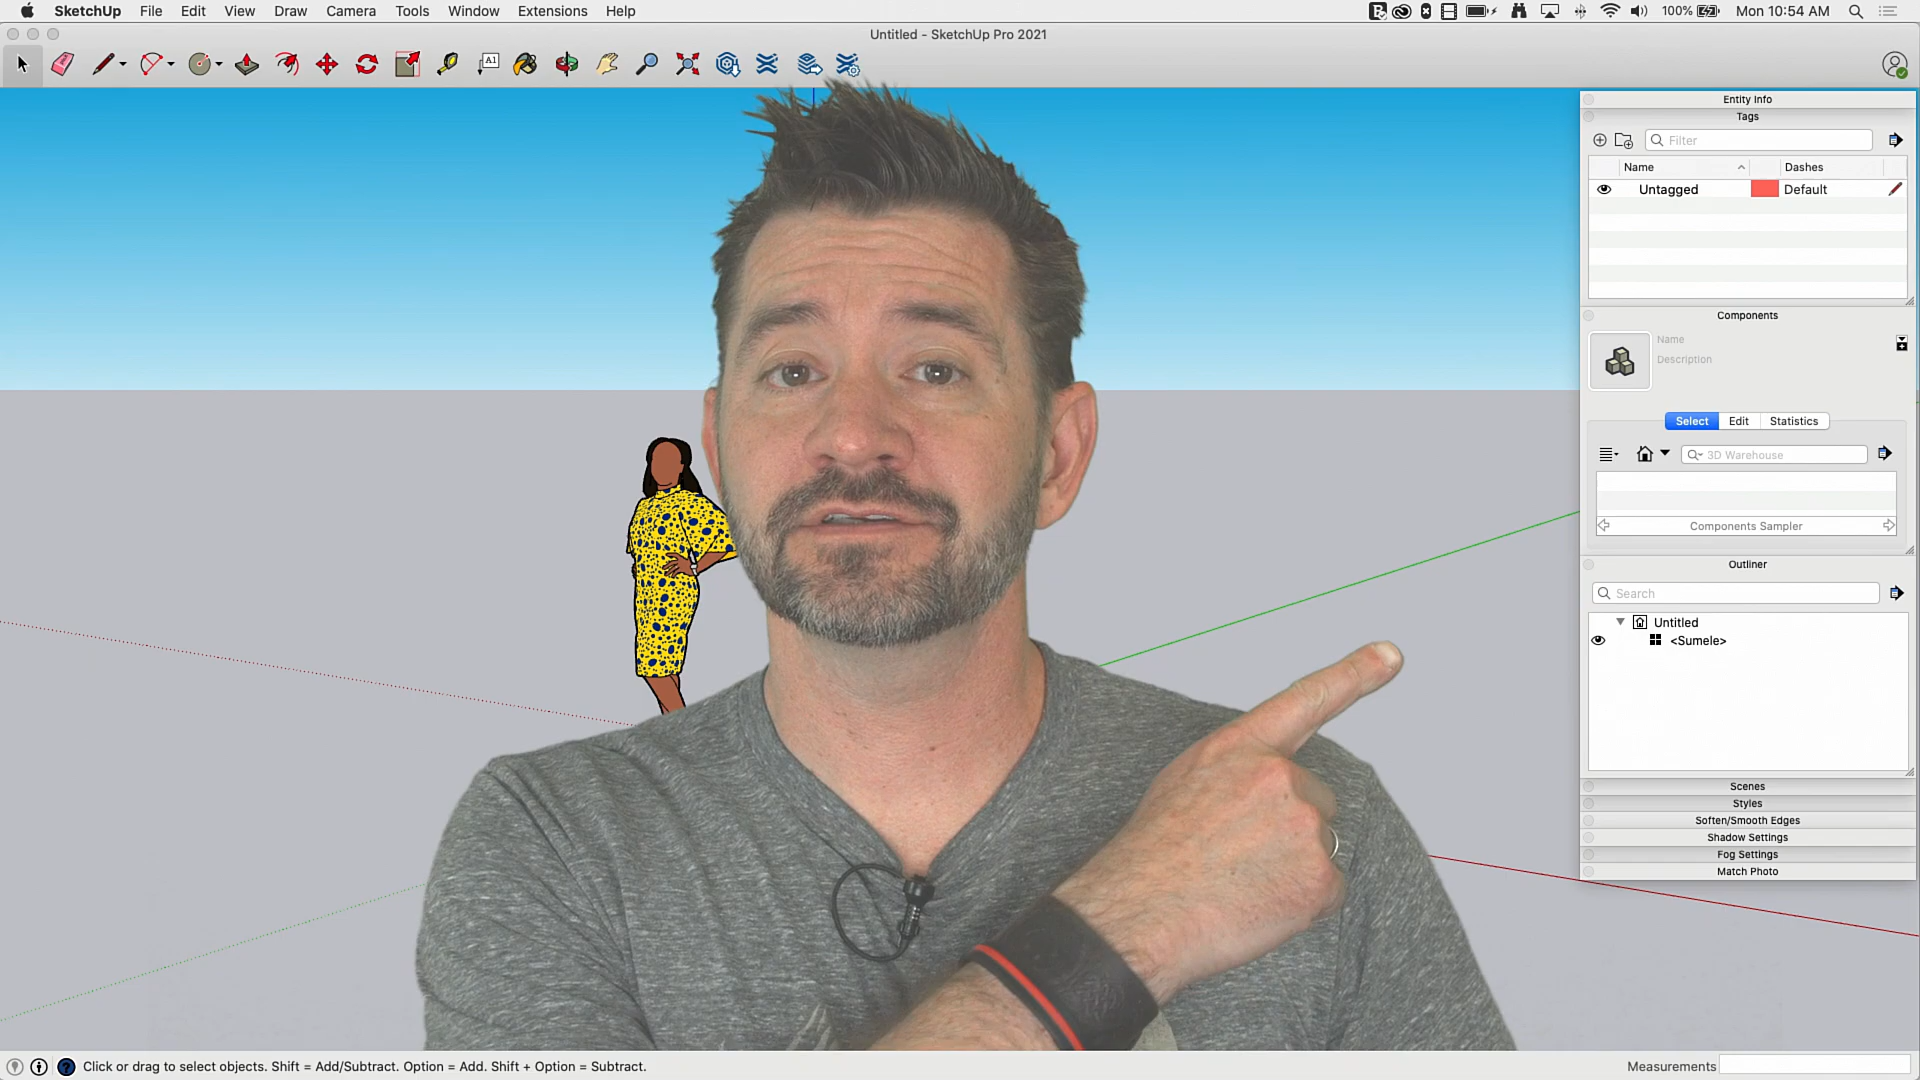 SketchUp File Edit View Draw Camera Tools Window Extensions Help 100% Mon 10:54 AM
Untitled - SketchUp Pro 2021
A1
Entity Info
Tags
Filter
Name Dashes
Untagged Default
Components
Name
Description
Select Edit Statistics
3D Warehouse
Components Sampler
Outliner
Search
Untitled
<Sumele>
Scenes
Styles
Soften/Smooth Edges
Shadow Settings
Fog Settings
Match Photo
Click or drag to select objects. Shift = Add/Subtract. Option = Add. Shift + Option = Subtract.
Measurements